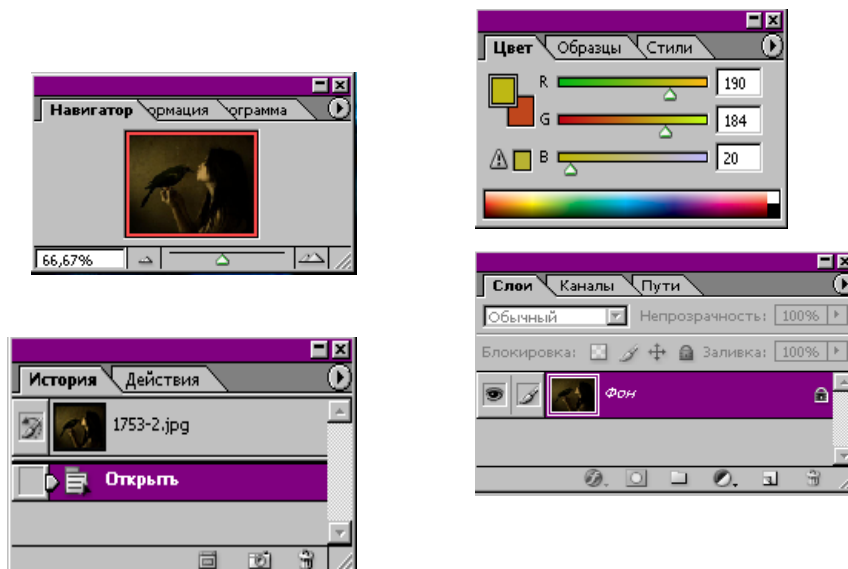 Навигатор ормация ограмма
66,67%
Цвет Образцы Стили
R 190
G 184
B 20
История Действия
1753-2.jpg
Открыть
Слои Каналы Пути
Обычный Непрозрачность: 100%
Блокировка: Заливка: 100%
Фон